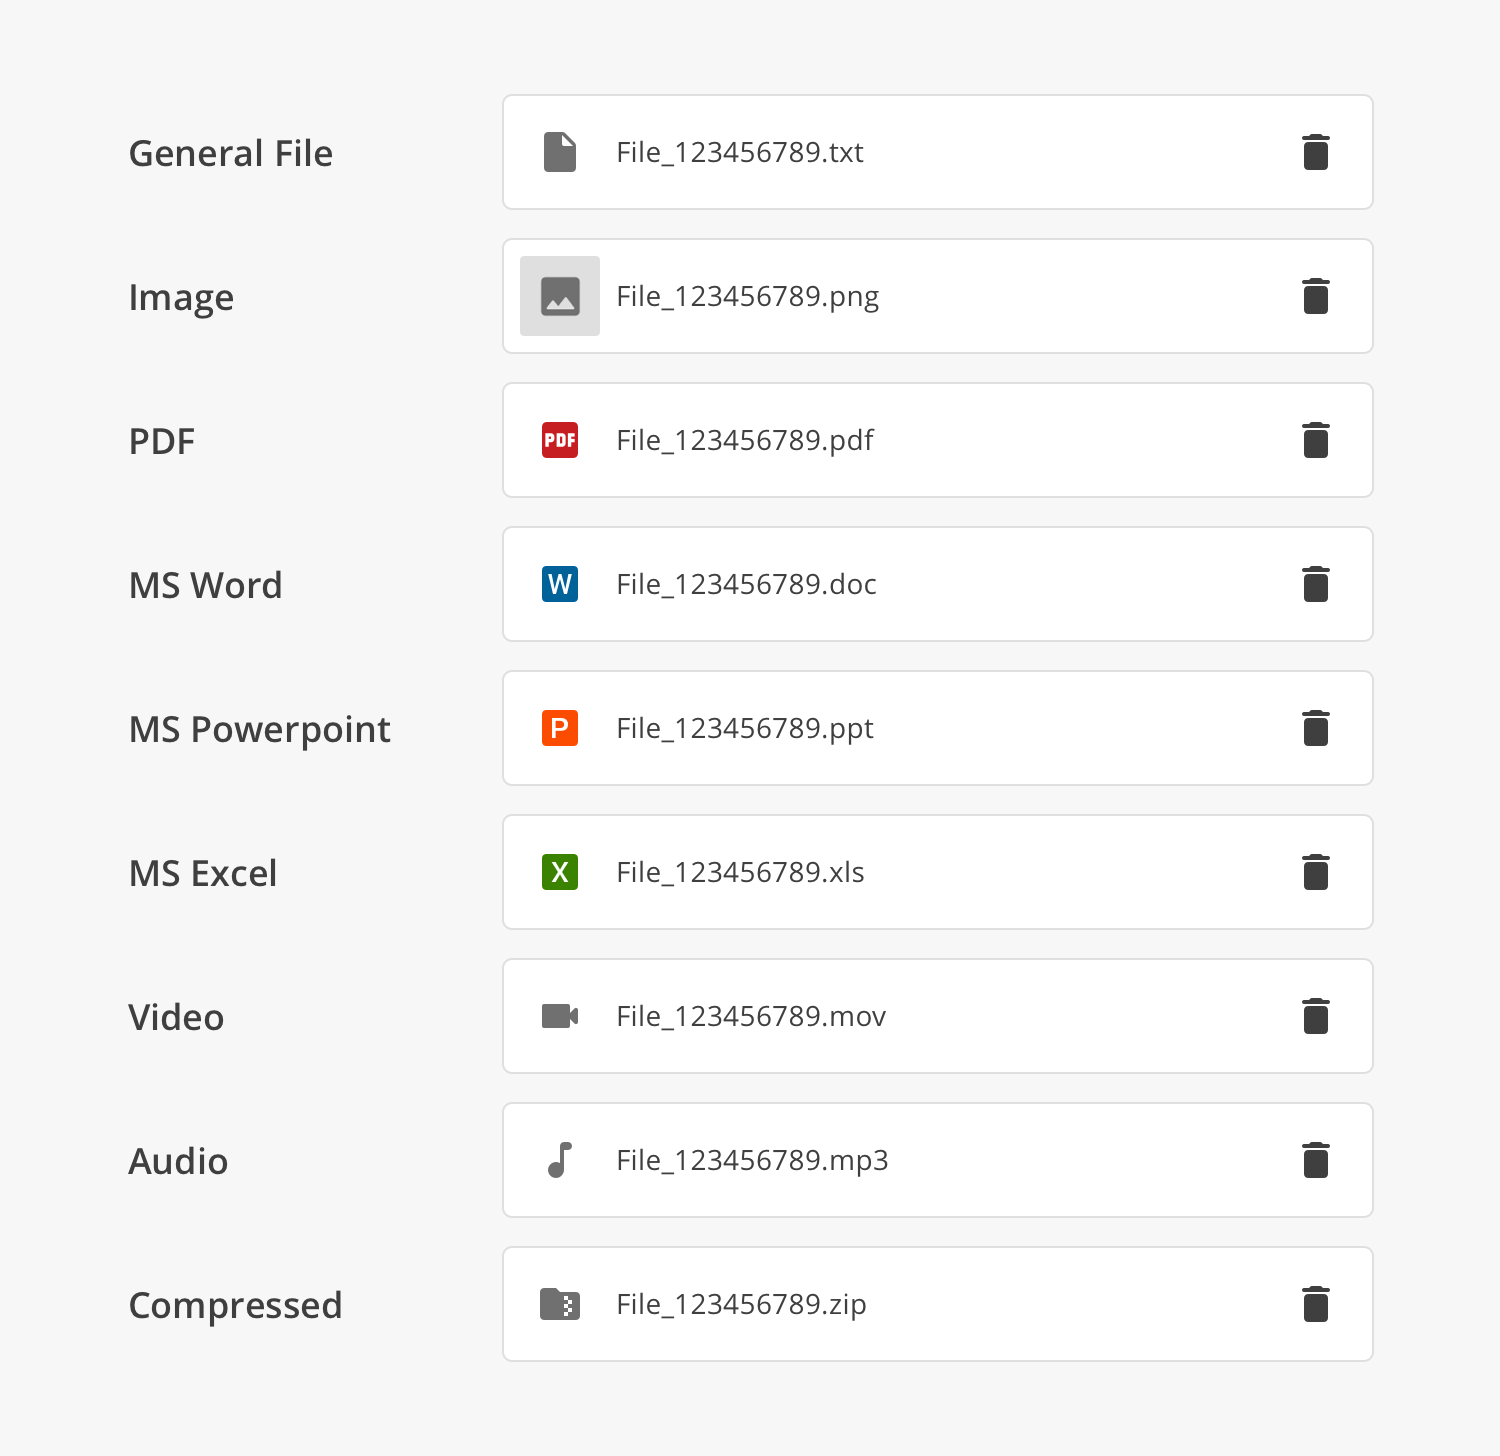 General File
File_123456789.txt
Image
File_123456789.png
PDF
PDF
File_123456789.pdf
MS Word
W
File_123456789.doc
MS Powerpoint
P
File_123456789.ppt
MS Excel
X
File_123456789.xls
Video
File_123456789.mov
Audio
File_123456789.mp3
Compressed
File_123456789.zip